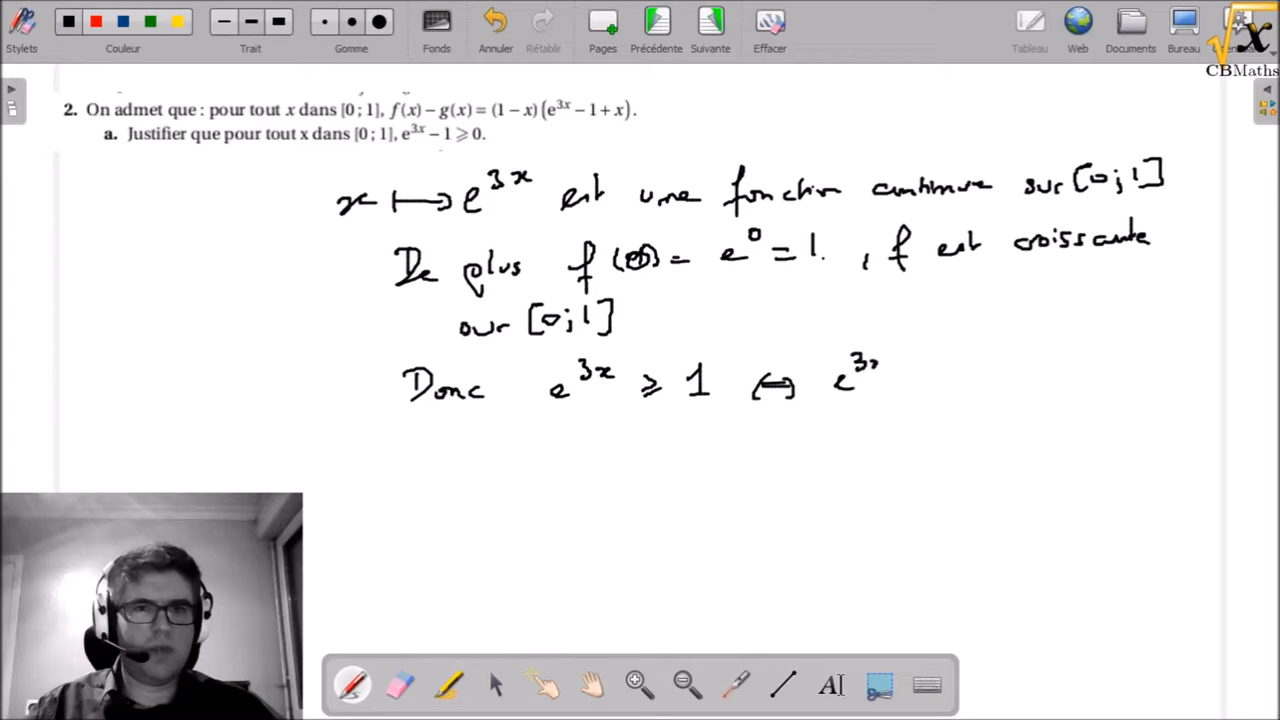 Stylets
Couleur
Trait
Gomme
Fonds
Annuler
Rétablir
Pages
Précédente
Suivante
Effacer
Tableau
Web
Documents
Bureau
CBMaths
2. On admet que : pour tout x dans [0 ; 1], f(x) − g(x) = (1 − x)(e^{3x} − 1 + x).
a. Justifier que pour tout x dans [0 ; 1], e^{3x} − 1 ⩾ 0.
x ⟼ e^{3x} est une fonction continue sur [0;1]
De plus f(0) = e^0 = 1. , f est croissante
sur [0;1]
Donc e^{3x} ⩾ 1 ⟺ e^{3x}